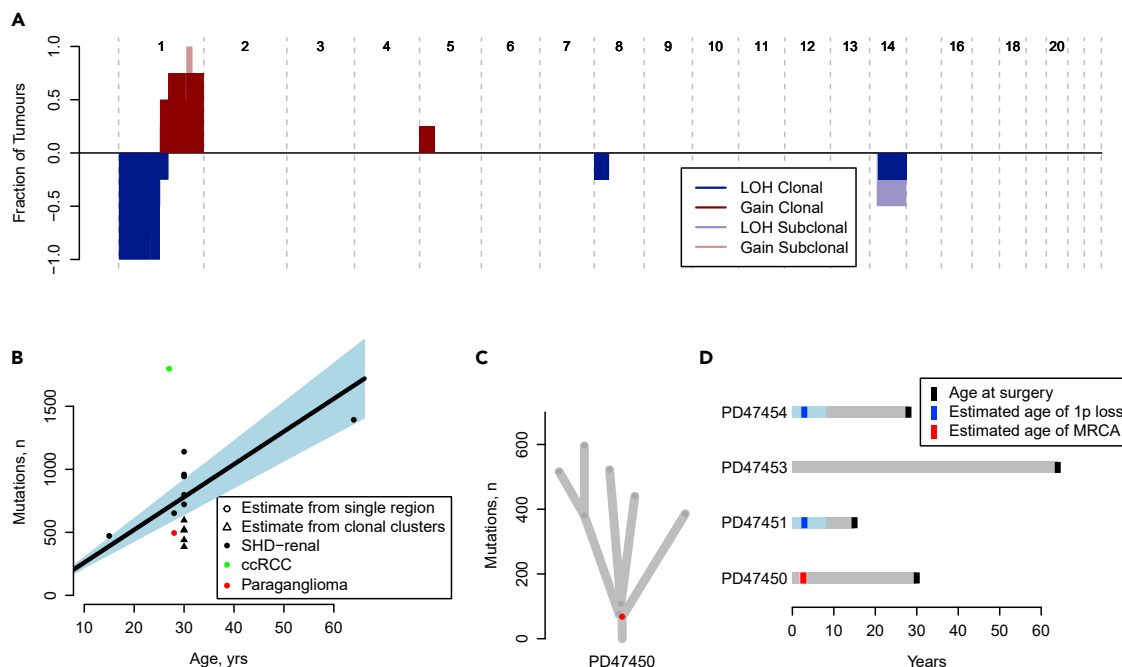 A
1 2 3 4 5 6 7 8 9 10 11 12 13 14 16 18 20
Fraction of Tumours
1.0
0.5
0.0
−0.5
−1.0
LOH Clonal
Gain Clonal
LOH Subclonal
Gain Subclonal
B
Mutations, n
1500
1000
500
0
Estimate from single region
Estimate from clonal clusters
SHD−renal
ccRCC
Paraganglioma
10 20 30 40 50 60
Age, yrs
C
Mutations, n
600
400
200
0
PD47450
D
Age at surgery
Estimated age of 1p loss
Estimated age of MRCA
PD47454
PD47453
PD47451
PD47450
0 10 20 30 40 50 60
Years